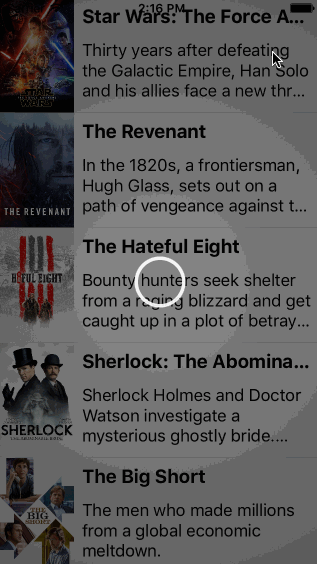 2:16 PM
Star Wars: The Force A...
Thirty years after defeating
the Galactic Empire, Han Solo
and his allies face a new thr...
STAR
WARS
The Revenant
In the 1820s, a frontiersman,
Hugh Glass, sets out on a
path of vengeance against t...
THE REVENANT
The Hateful Eight
Bounty hunters seek shelter
from a raging blizzard and get
caught up in a plot of betray...
HATEFUL EIGHT
Sherlock: The Abomina...
Sherlock Holmes and Doctor
Watson investigate a
mysterious ghostly bride....
SHERLOCK
The Big Short
The men who made millions
from a global economic
meltdown.
THE
BIG
SHORT